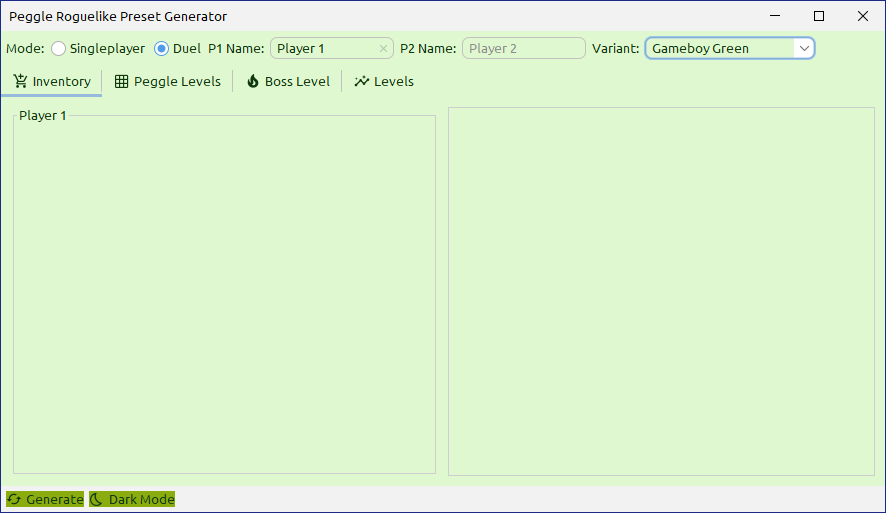 Peggle Roguelike Preset Generator
Mode: Singleplayer Duel P1 Name: Player 1 P2 Name: Player 2 Variant: Gameboy Green
Inventory Peggle Levels Boss Level Levels
Player 1
Generate Dark Mode